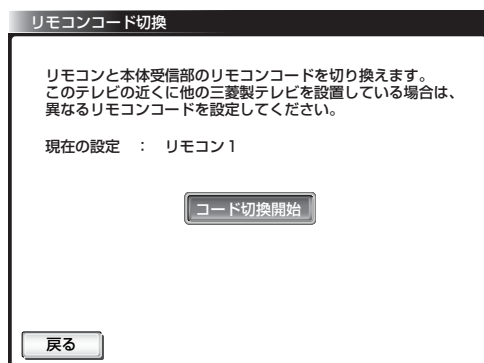 リモコンコード切換
リモコンと本体受信部のリモコンコードを切り換えます。
このテレビの近くに他の三菱製テレビを設置している場合は、
異なるリモコンコードを設定してください。
現在の設定 : リモコン1
コード切換開始
戻る